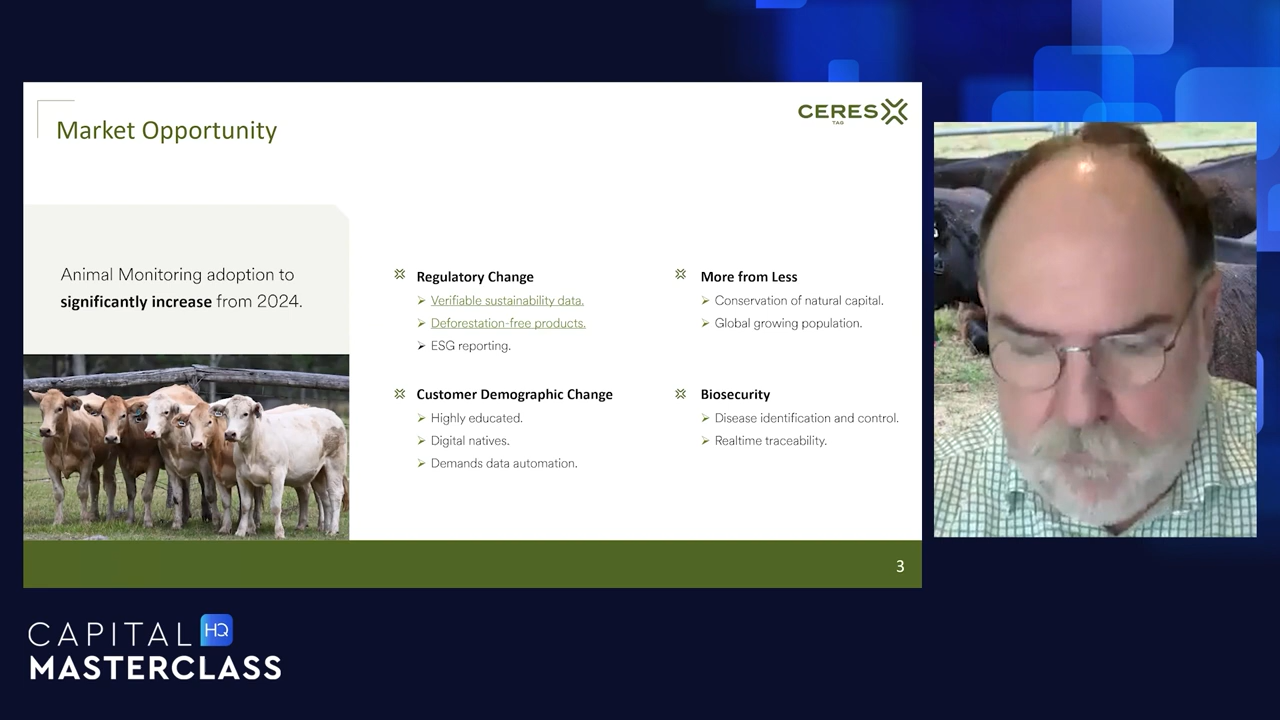 Market Opportunity
CERES
TAG
Animal Monitoring adoption to
significantly increase from 2024.
Regulatory Change
Verifiable sustainability data.
Deforestation-free products.
ESG reporting.
Customer Demographic Change
Highly educated.
Digital natives.
Demands data automation.
More from Less
Conservation of natural capital.
Global growing population.
Biosecurity
Disease identification and control.
Realtime traceability.
3
CAPITAL HQ
MASTERCLASS